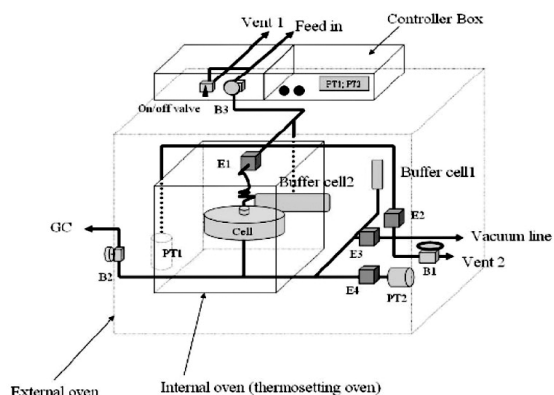 Vent 1
Feed in
Controller Box
PT1; PT2
On/off valve
B3
E1
Buffer cell2
Buffer cell1
GC
Cell
E2
PT1
E3
Vacuum line
B2
B1
Vent 2
E4
PT2
External oven
Internal oven (thermosetting oven)